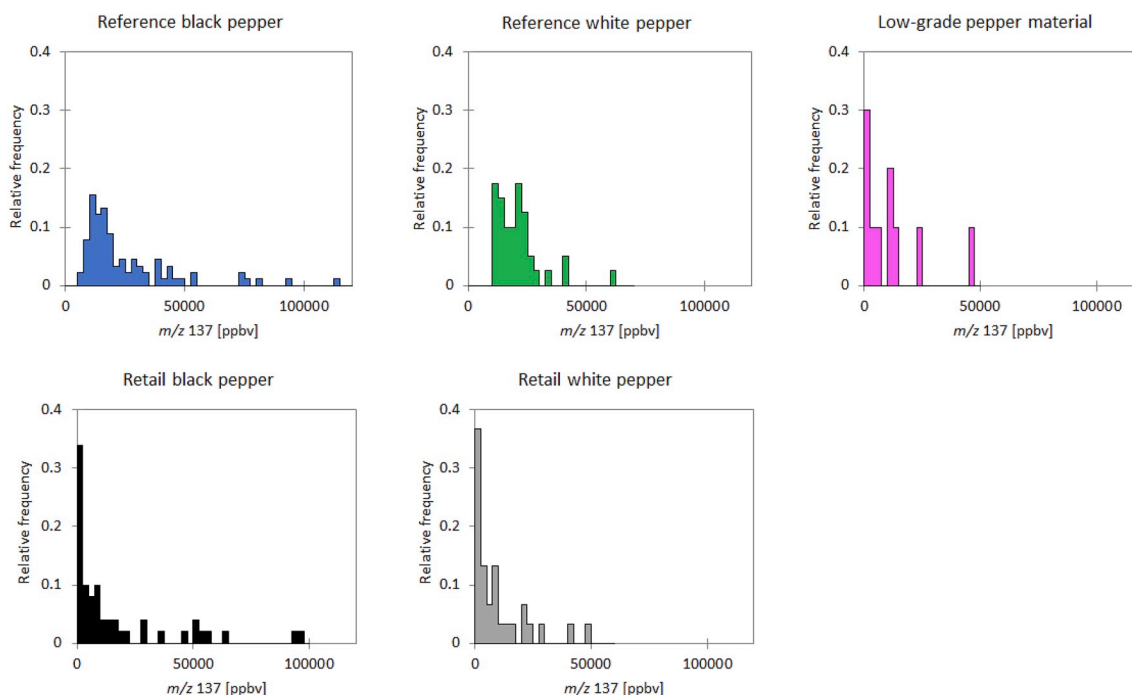 Reference black pepper
0.4
0.3
0.2
0.1
0
Relative frequency
0
50000
100000
m/z 137 [ppbv]
Reference white pepper
0.4
0.3
0.2
0.1
0
Relative frequency
0
50000
100000
m/z 137 [ppbv]
Low-grade pepper material
0.4
0.3
0.2
0.1
0
Relative frequency
0
50000
100000
m/z 137 [ppbv]
Retail black pepper
0.4
0.3
0.2
0.1
0
Relative frequency
0
50000
100000
m/z 137 [ppbv]
Retail white pepper
0.4
0.3
0.2
0.1
0
Relative frequency
0
50000
100000
m/z 137 [ppbv]